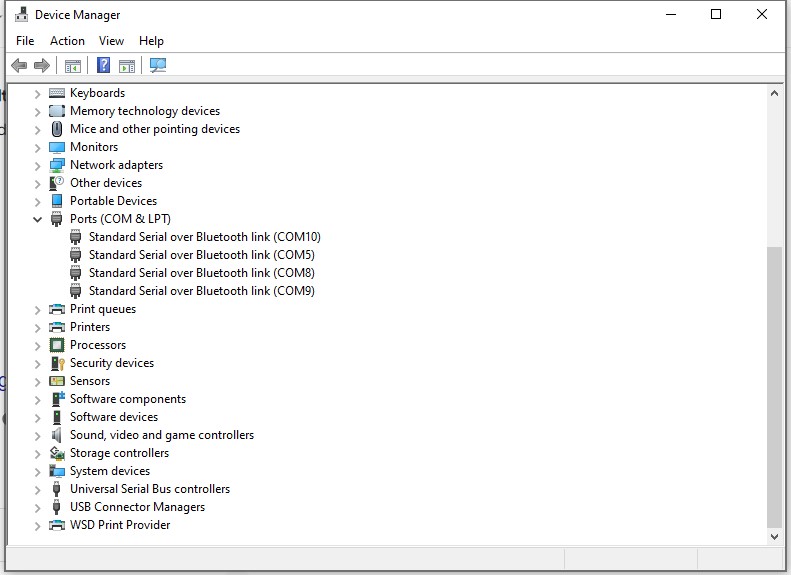 Device Manager
File Action View Help
Keyboards
Memory technology devices
Mice and other pointing devices
Monitors
Network adapters
Other devices
Portable Devices
Ports (COM & LPT)
Standard Serial over Bluetooth link (COM10)
Standard Serial over Bluetooth link (COM5)
Standard Serial over Bluetooth link (COM8)
Standard Serial over Bluetooth link (COM9)
Print queues
Printers
Processors
Security devices
Sensors
Software components
Software devices
Sound, video and game controllers
Storage controllers
System devices
Universal Serial Bus controllers
USB Connector Managers
WSD Print Provider